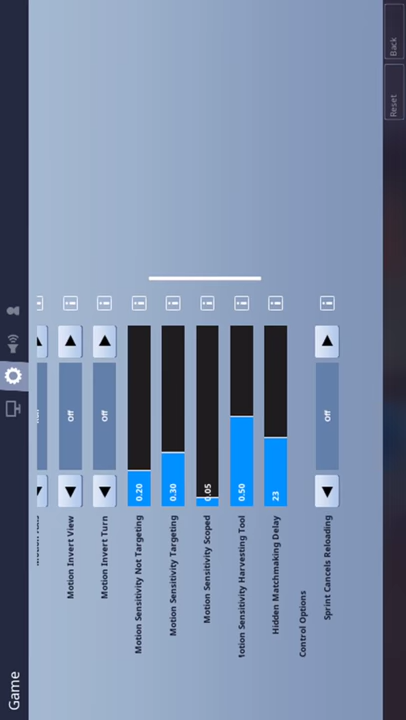 Game
Motion Invert View
Off
Motion Invert Turn
Off
Motion Sensitivity Not Targeting
0.20
Motion Sensitivity Targeting
0.30
Motion Sensitivity Scoped
0.05
otion Sensitivity Harvesting Tool
0.50
Hidden Matchmaking Delay
23
Control Options
Sprint Cancels Reloading
Off
Reset
Back